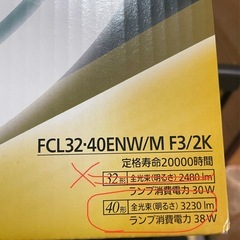 FCL32·40ENW/M F3/2K
定格寿命20000時間
32形 全光束(明るさ) 2480 lm
ランプ消費電力 30 W
40形 全光束(明るさ) 3230 lm
ランプ消費電力 38 W